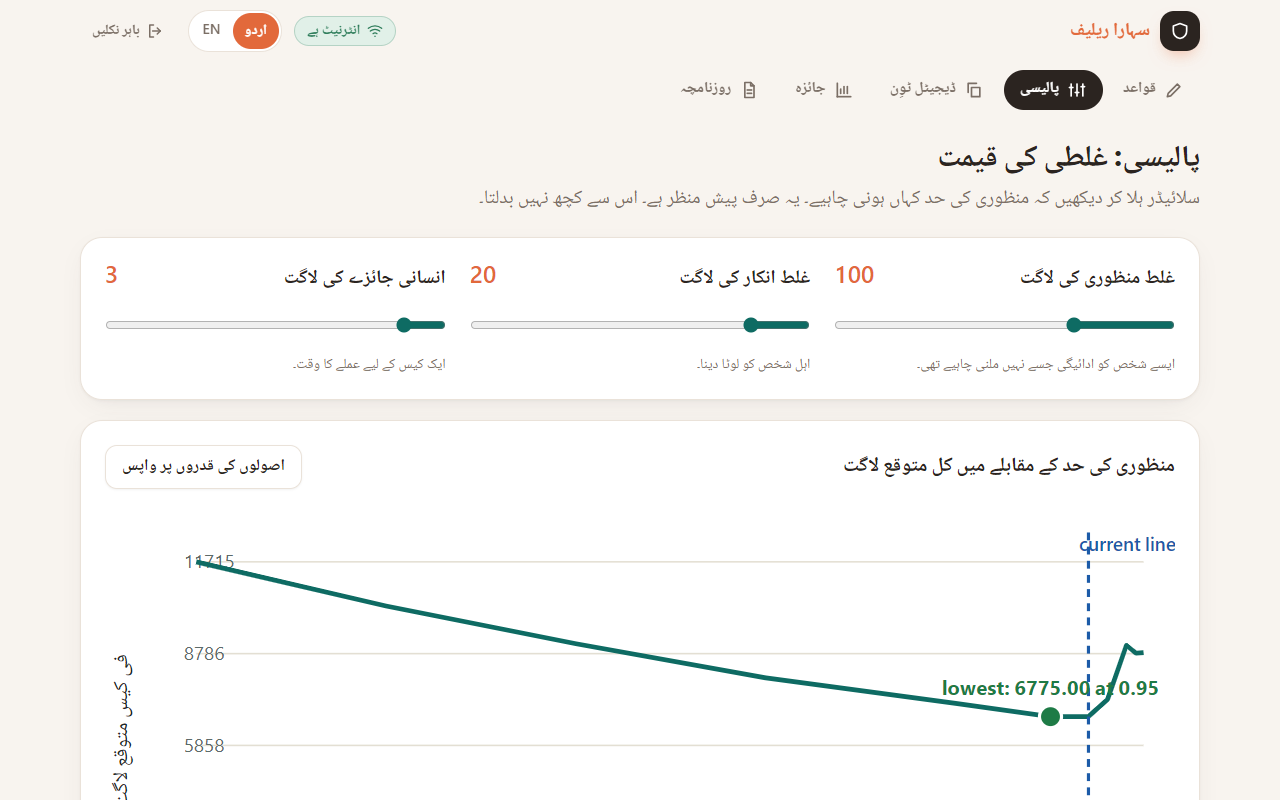 سہارا ریلیف
انٹرنیٹ ہے
اردو
EN
باہر نکلیں
قواعد
پالیسی
ڈیجیٹل ٹوِن
جائزہ
روزنامچہ
پالیسی: غلطی کی قیمت
سلائیڈر ہلا کر دیکھیں کہ منظوری کی حد کہاں ہونی چاہیے۔ یہ صرف پیش منظر ہے۔ اس سے کچھ نہیں بدلتا۔
غلط منظوری کی لاگت 100
ایسے شخص کو ادائیگی جسے نہیں ملنی چاہیے تھی۔
غلط انکار کی لاگت 20
اہل شخص کو لوٹا دینا۔
انسانی جائزے کی لاگت 3
ایک کیس کے لیے عملے کا وقت۔
منظوری کی حد کے مقابلے میں کل متوقع لاگت
اصولوں کی قدروں پر واپس
current line
11715
8786
lowest: 6775.00 at 0.95
5858
فی کیس متوقع لاگت